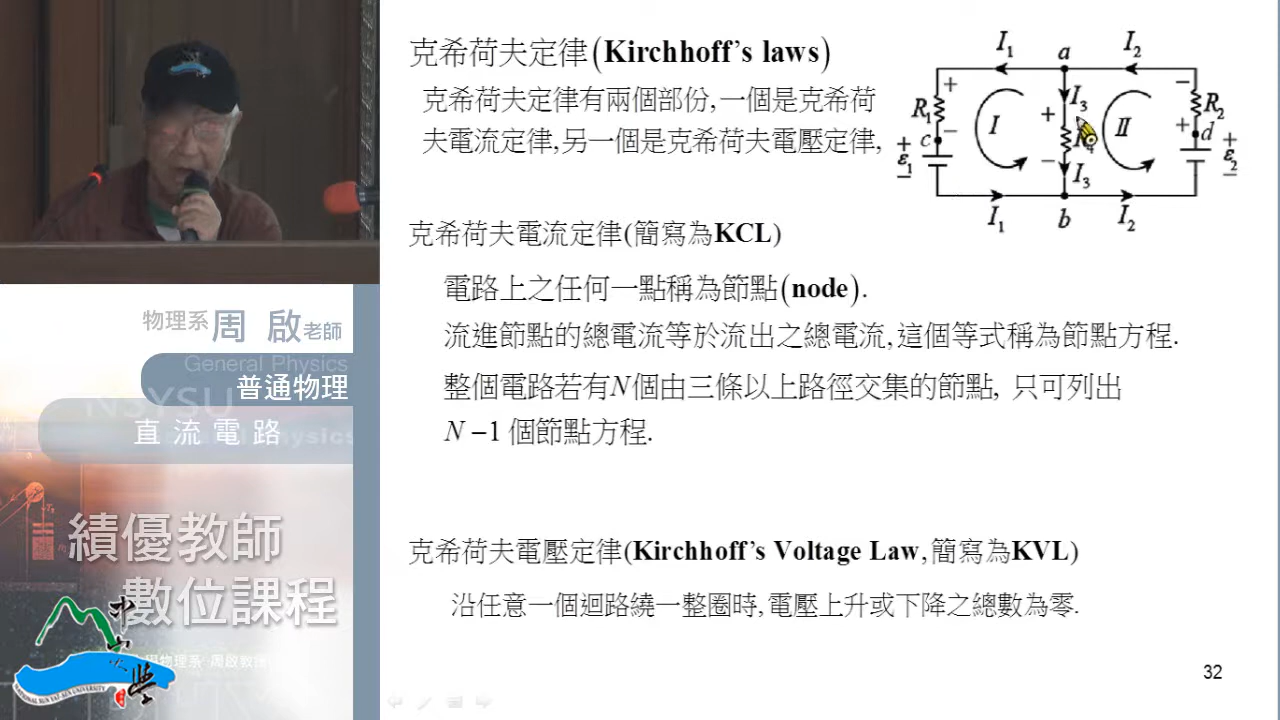 克希荷夫定律(Kirchhoff's laws)
克希荷夫定律有兩個部份,一個是克希荷
夫電流定律,另一個是克希荷夫電壓定律,
I₁ a I₂
+ I₃ −
R₁ + I II R₂
− c + d
+ ε₁ − − + ε₂ −
I₃
I₁ b I₂
克希荷夫電流定律(簡寫為KCL)
電路上之任何一點稱為節點(node).
流進節點的總電流等於流出之總電流,這個等式稱為節點方程.
整個電路若有N個由三條以上路徑交集的節點, 只可列出
N −1 個節點方程.
克希荷夫電壓定律(Kirchhoff's Voltage Law,簡寫為KVL)
沿任意一個迴路繞一整圈時,電壓上升或下降之總數為零.
32
物理系周 啟老師
General Physics
普通物理
NSYSU
直流電路
績優教師
數位課程
NATIONAL SUN YAT-SEN UNIVERSITY